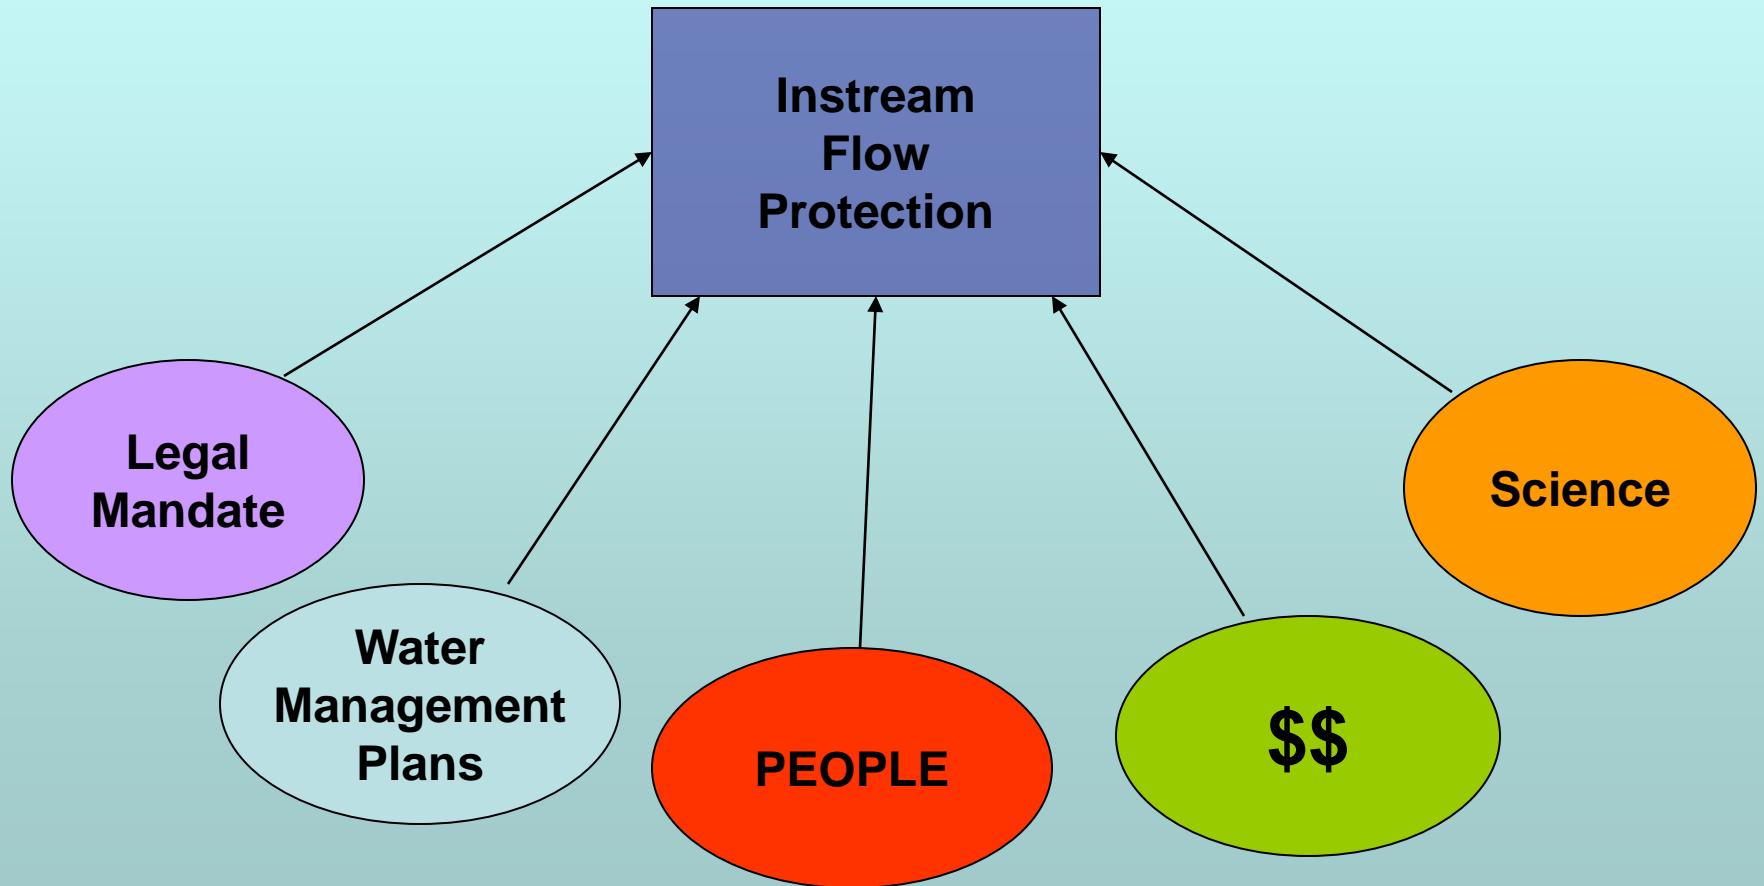 Instream
Flow
Protection
Legal
Mandate
Water
Management
Plans
PEOPLE
$$
Science